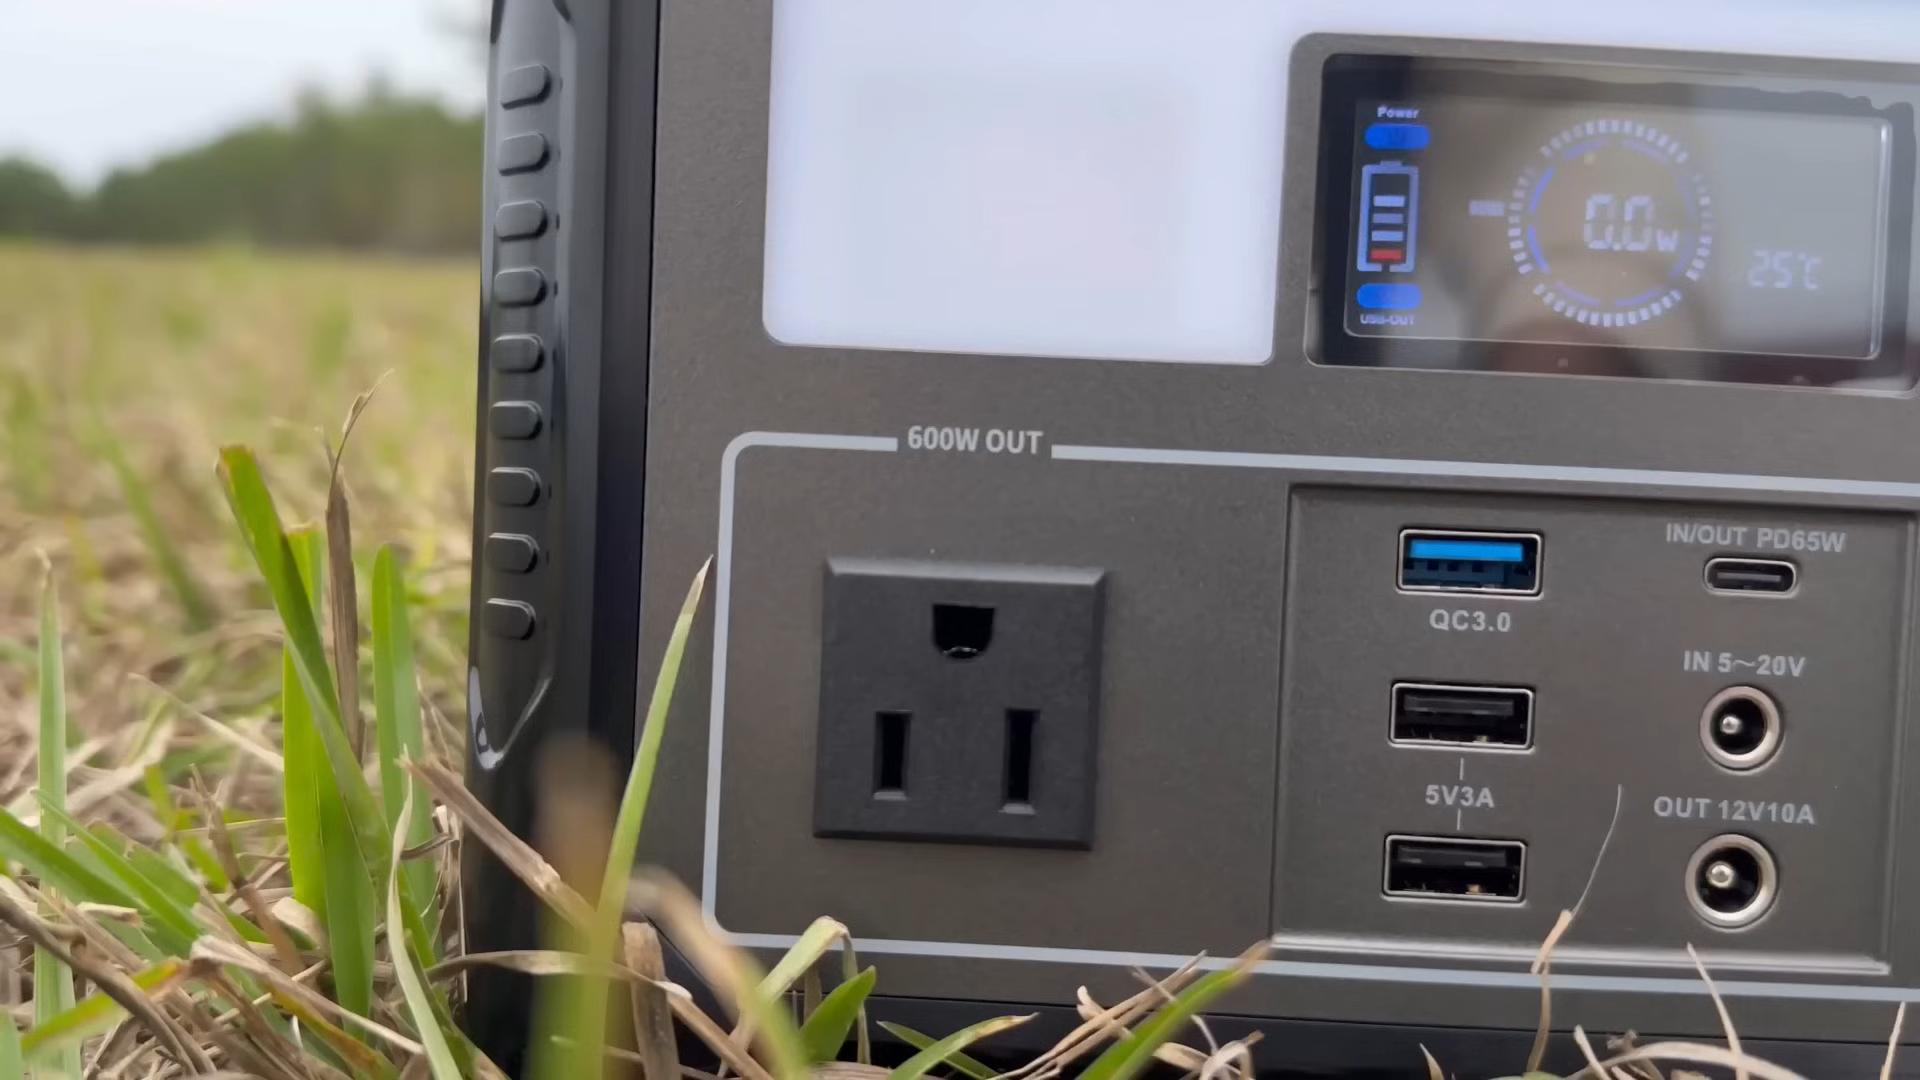 Power
0.0w
25℃
USB-OUT
600W OUT
IN/OUT PD65W
QC3.0
IN 5~20V
5V3A
OUT 12V10A